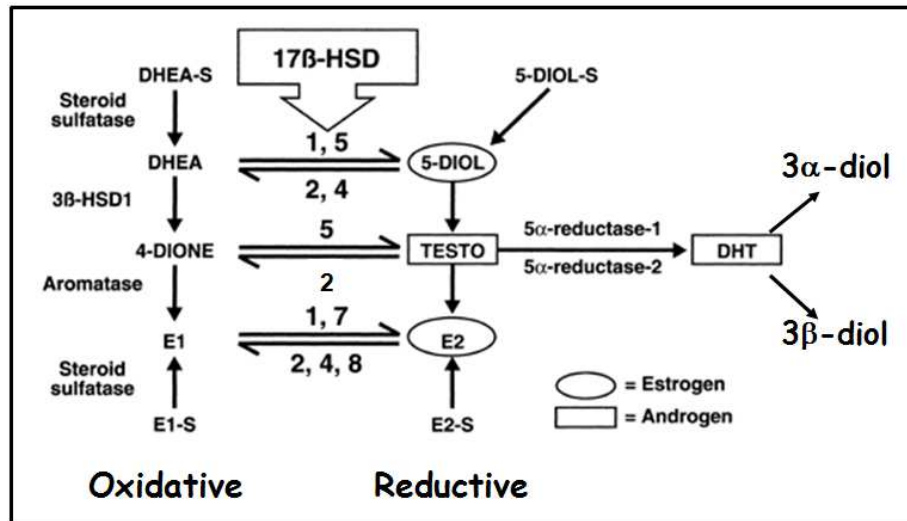 17ß-HSD
DHEA-S
5-DIOL-S
Steroid
sulfatase
1, 5
DHEA
5-DIOL
2, 4
3α-diol
3ß-HSD1
5
5α-reductase-1
4-DIONE
TESTO
DHT
5α-reductase-2
Aromatase
2
1, 7
E1
E2
3β-diol
2, 4, 8
Steroid
sulfatase
= Estrogen
= Androgen
E1-S
E2-S
Oxidative
Reductive